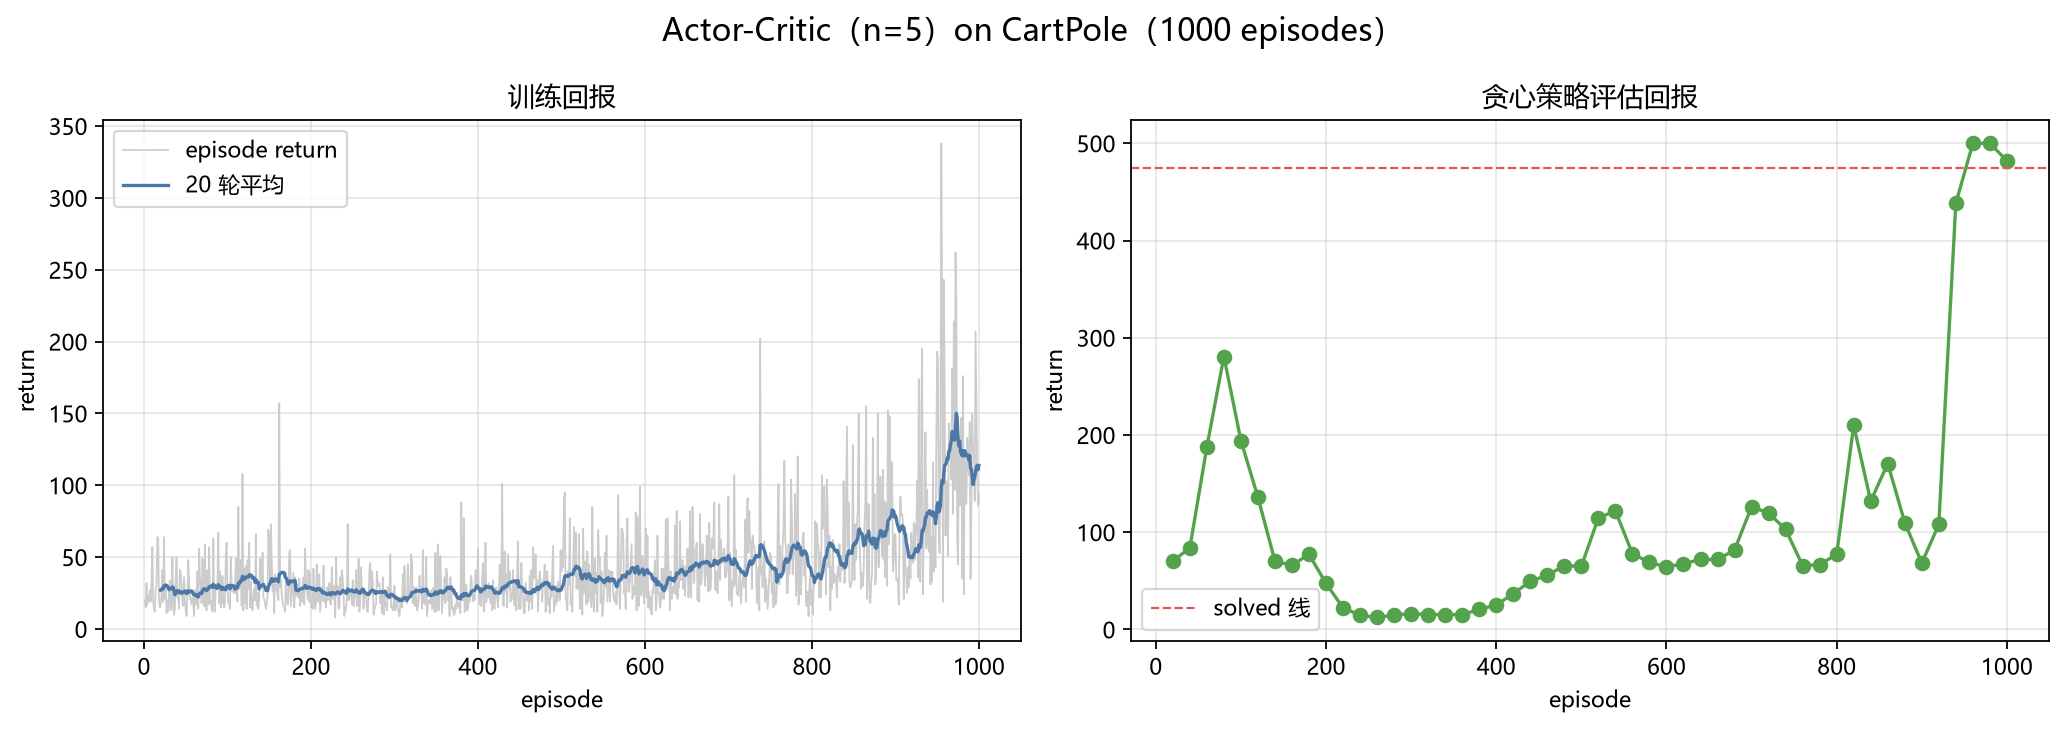 Actor-Critic（n=5）on CartPole（1000 episodes）
训练回报
350
300
250
200
150
100
50
0
return
episode return
20 轮平均
0
200
400
600
800
1000
episode
贪心策略评估回报
500
400
300
200
100
0
return
solved 线
0
200
400
600
800
1000
episode